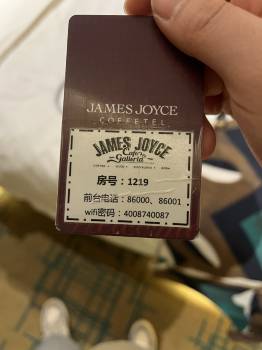 JAMES JOYCE
COFFETEL
JAMES JOYCE
Cafe's
Galleria
房号：1219
前台电话：86000、86001
wifi密码：4008740087